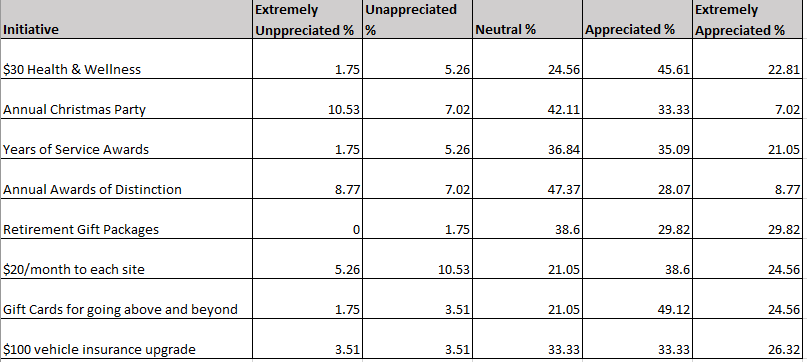 Initiative Extremely Unppreciated % Unappreciated % Neutral % Appreciated % Extremely Appreciated %
$30 Health & Wellness 1.75 5.26 24.56 45.61 22.81
Annual Christmas Party 10.53 7.02 42.11 33.33 7.02
Years of Service Awards 1.75 5.26 36.84 35.09 21.05
Annual Awards of Distinction 8.77 7.02 47.37 28.07 8.77
Retirement Gift Packages 0 1.75 38.6 29.82 29.82
$20/month to each site 5.26 10.53 21.05 38.6 24.56
Gift Cards for going above and beyond 1.75 3.51 21.05 49.12 24.56
$100 vehicle insurance upgrade 3.51 3.51 33.33 33.33 26.32